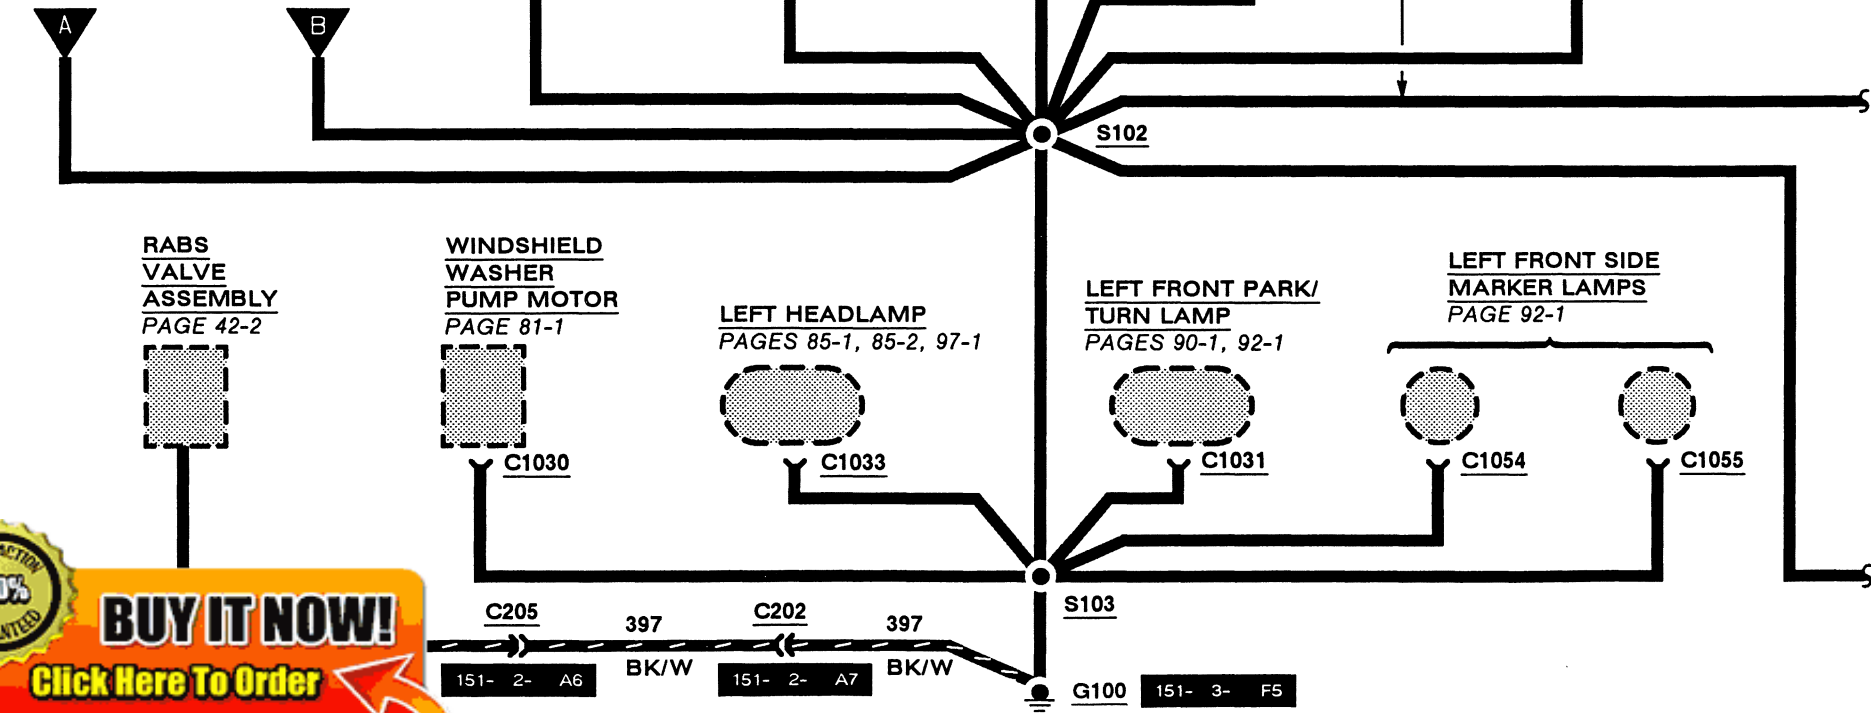 A
B
S102
RABS
VALVE
ASSEMBLY
PAGE 42-2
WINDSHIELD
WASHER
PUMP MOTOR
PAGE 81-1
LEFT HEADLAMP
PAGES 85-1, 85-2, 97-1
LEFT FRONT PARK/
TURN LAMP
PAGES 90-1, 92-1
LEFT FRONT SIDE
MARKER LAMPS
PAGE 92-1
C1030
C1033
C1031
C1054
C1055
S103
C205
397
C202
397
BK/W
BK/W
151- 2- A6
151- 2- A7
G100
151- 3- F5
BUY IT NOW!
Click Here To Order